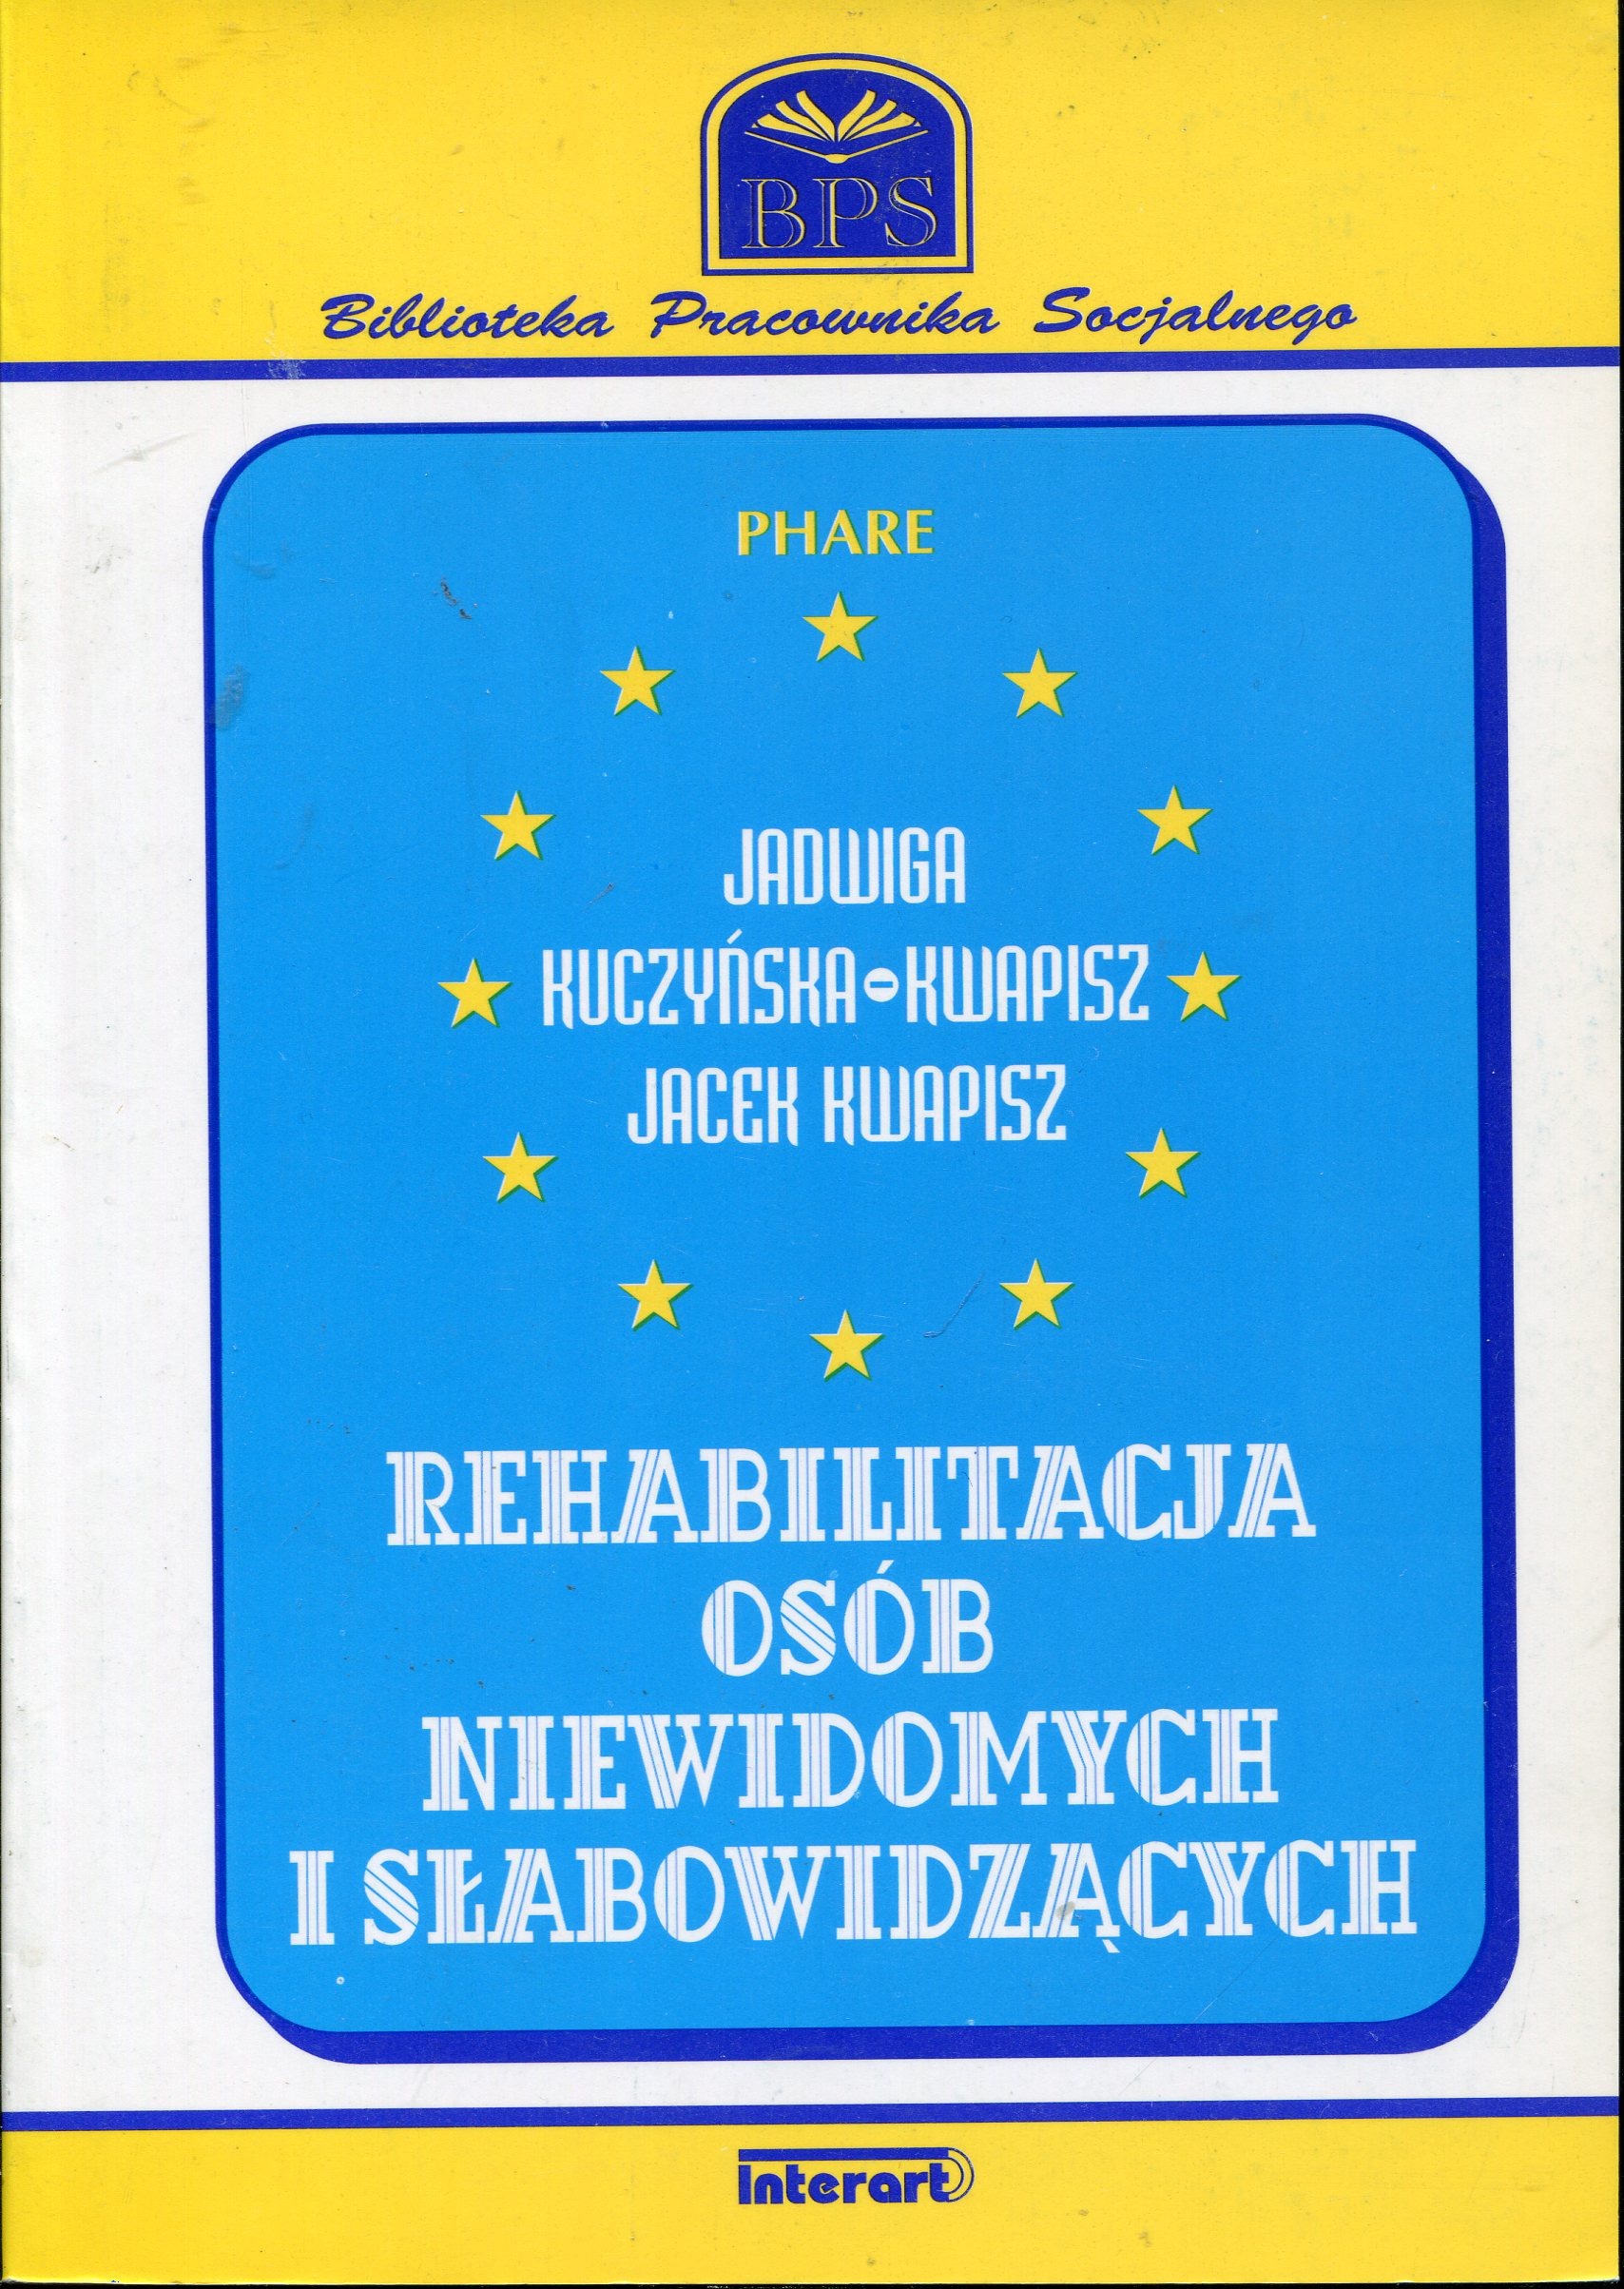 BPS
Biblioteka Pracownika Socjalnego
PHARE
JADWIGA
KUCZYŃSKA-KWAPISZ
JACEK KWAPISZ
REHABILITACJA
OSÓB
NIEWIDOMYCH
I SŁABOWIDZĄCYCH
Interart